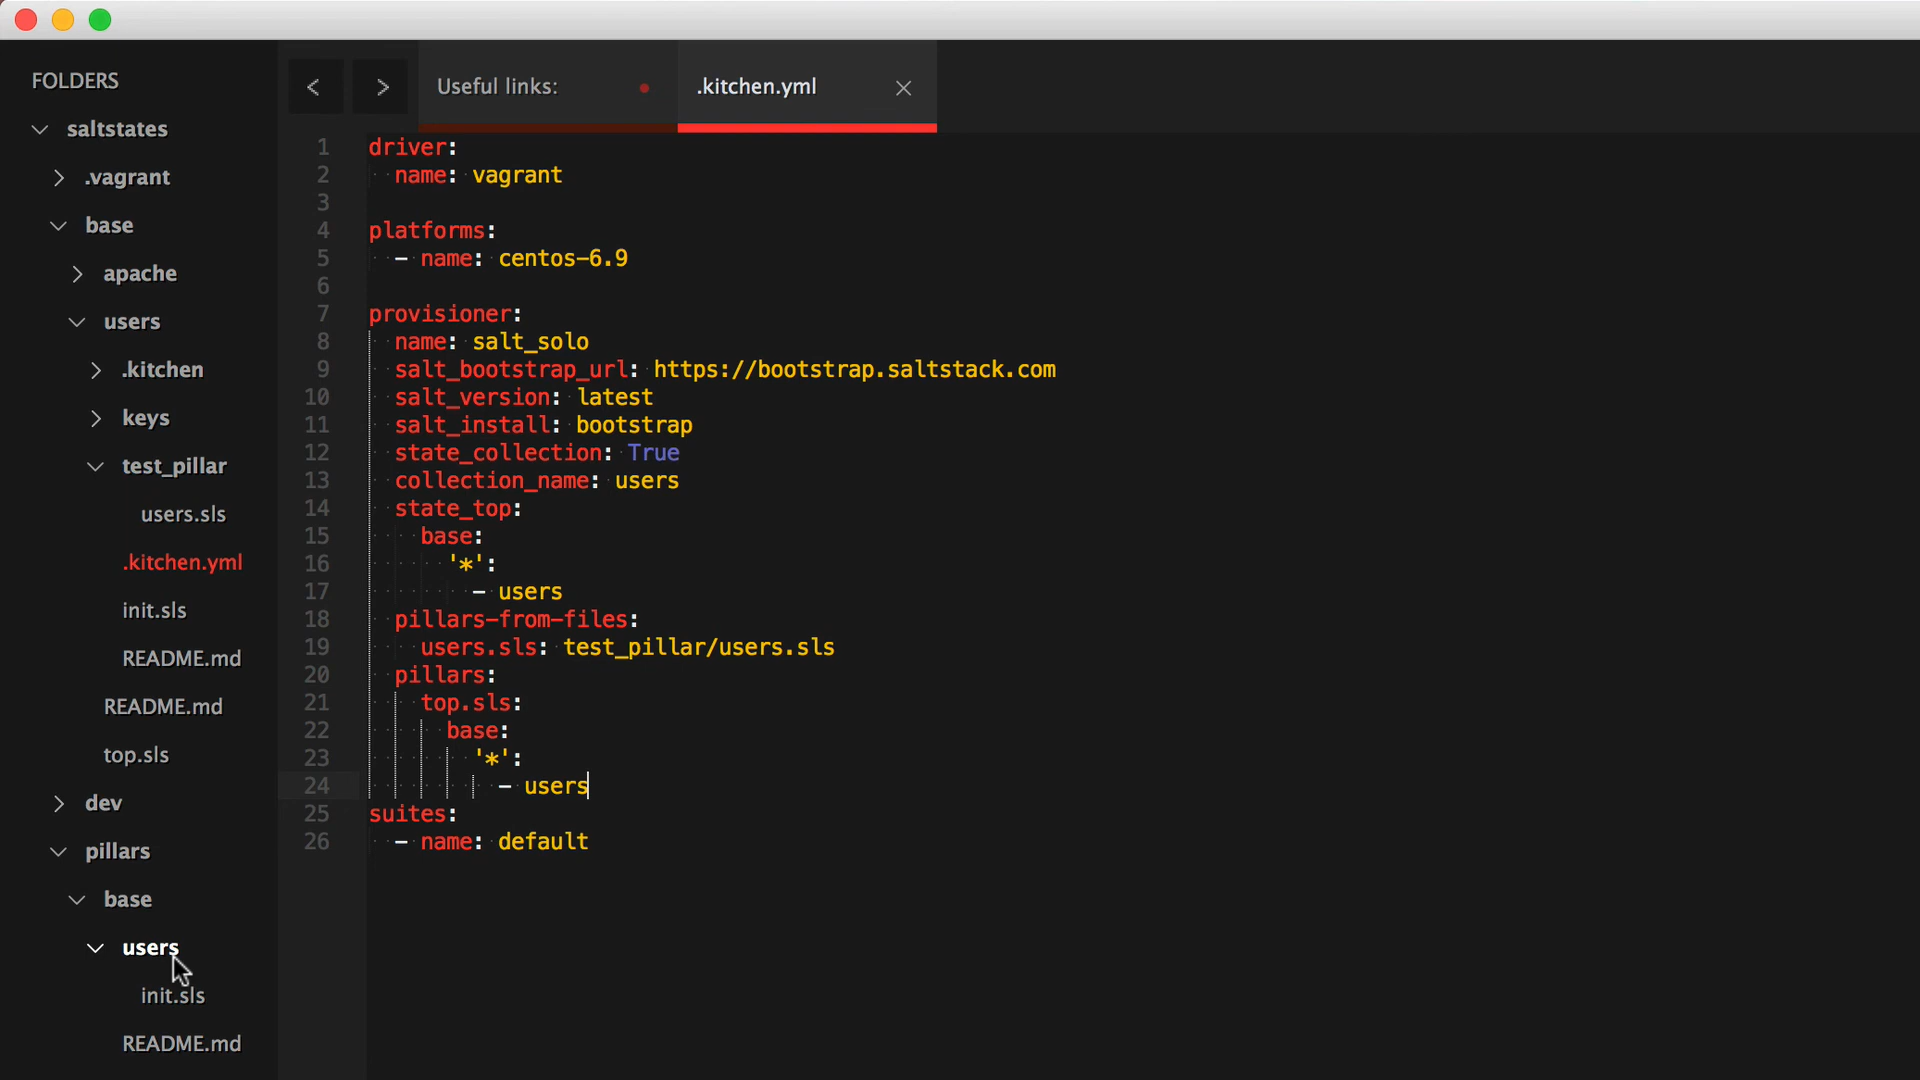 FOLDERS
saltstates
.vagrant
base
apache
users
.kitchen
keys
test_pillar
users.sls
.kitchen.yml
init.sls
README.md
README.md
top.sls
dev
pillars
base
users
init.sls
README.md
Useful links:
.kitchen.yml
1 driver:
2   name: vagrant
3
4 platforms:
5   - name: centos-6.9
6
7 provisioner:
8   name: salt_solo
9   salt_bootstrap_url: https://bootstrap.saltstack.com
10   salt_version: latest
11   salt_install: bootstrap
12   state_collection: True
13   collection_name: users
14   state_top:
15     base:
16       '*':
17         - users
18   pillars-from-files:
19     users.sls: test_pillar/users.sls
20   pillars:
21     top.sls:
22       base:
23         '*':
24           - users
25 suites:
26   - name: default